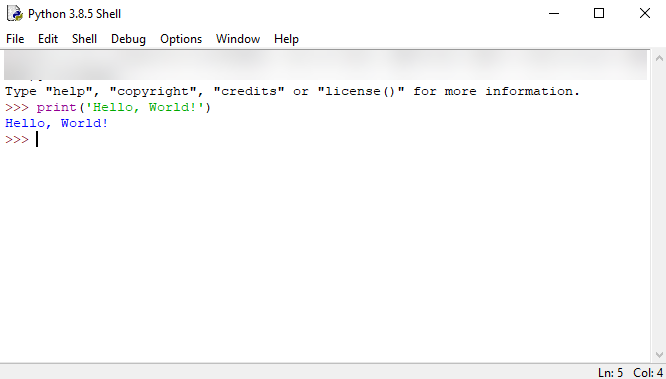 Python 3.8.5 Shell
File Edit Shell Debug Options Window Help
Type "help", "copyright", "credits" or "license()" for more information.
>>> print('Hello, World!')
Hello, World!
>>>
Ln: 5 Col: 4